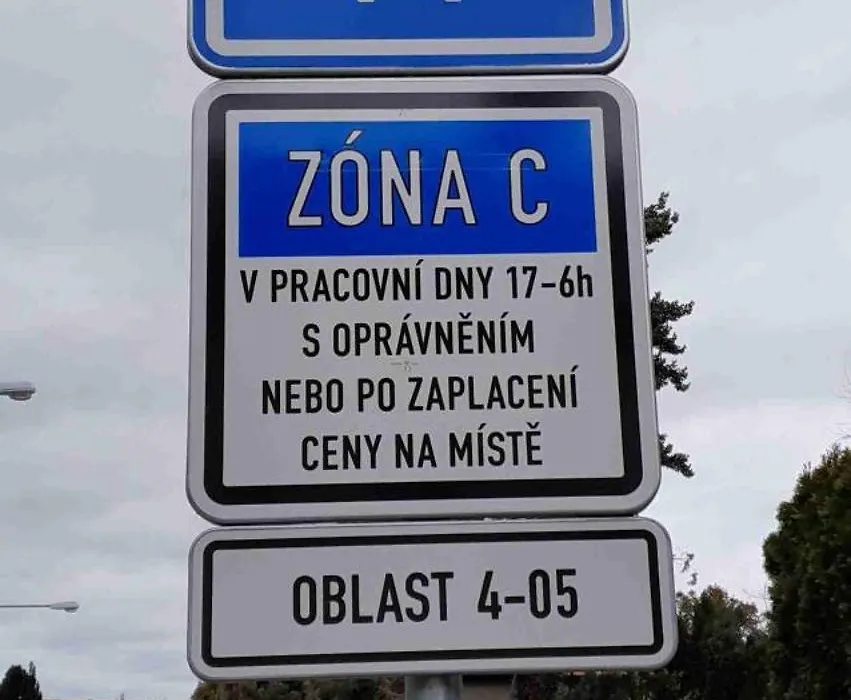 ZÓNA C
V PRACOVNÍ DNY 17-6h
S OPRÁVNĚNÍM
NEBO PO ZAPLACENÍ
CENY NA MÍSTĚ
OBLAST 4-05